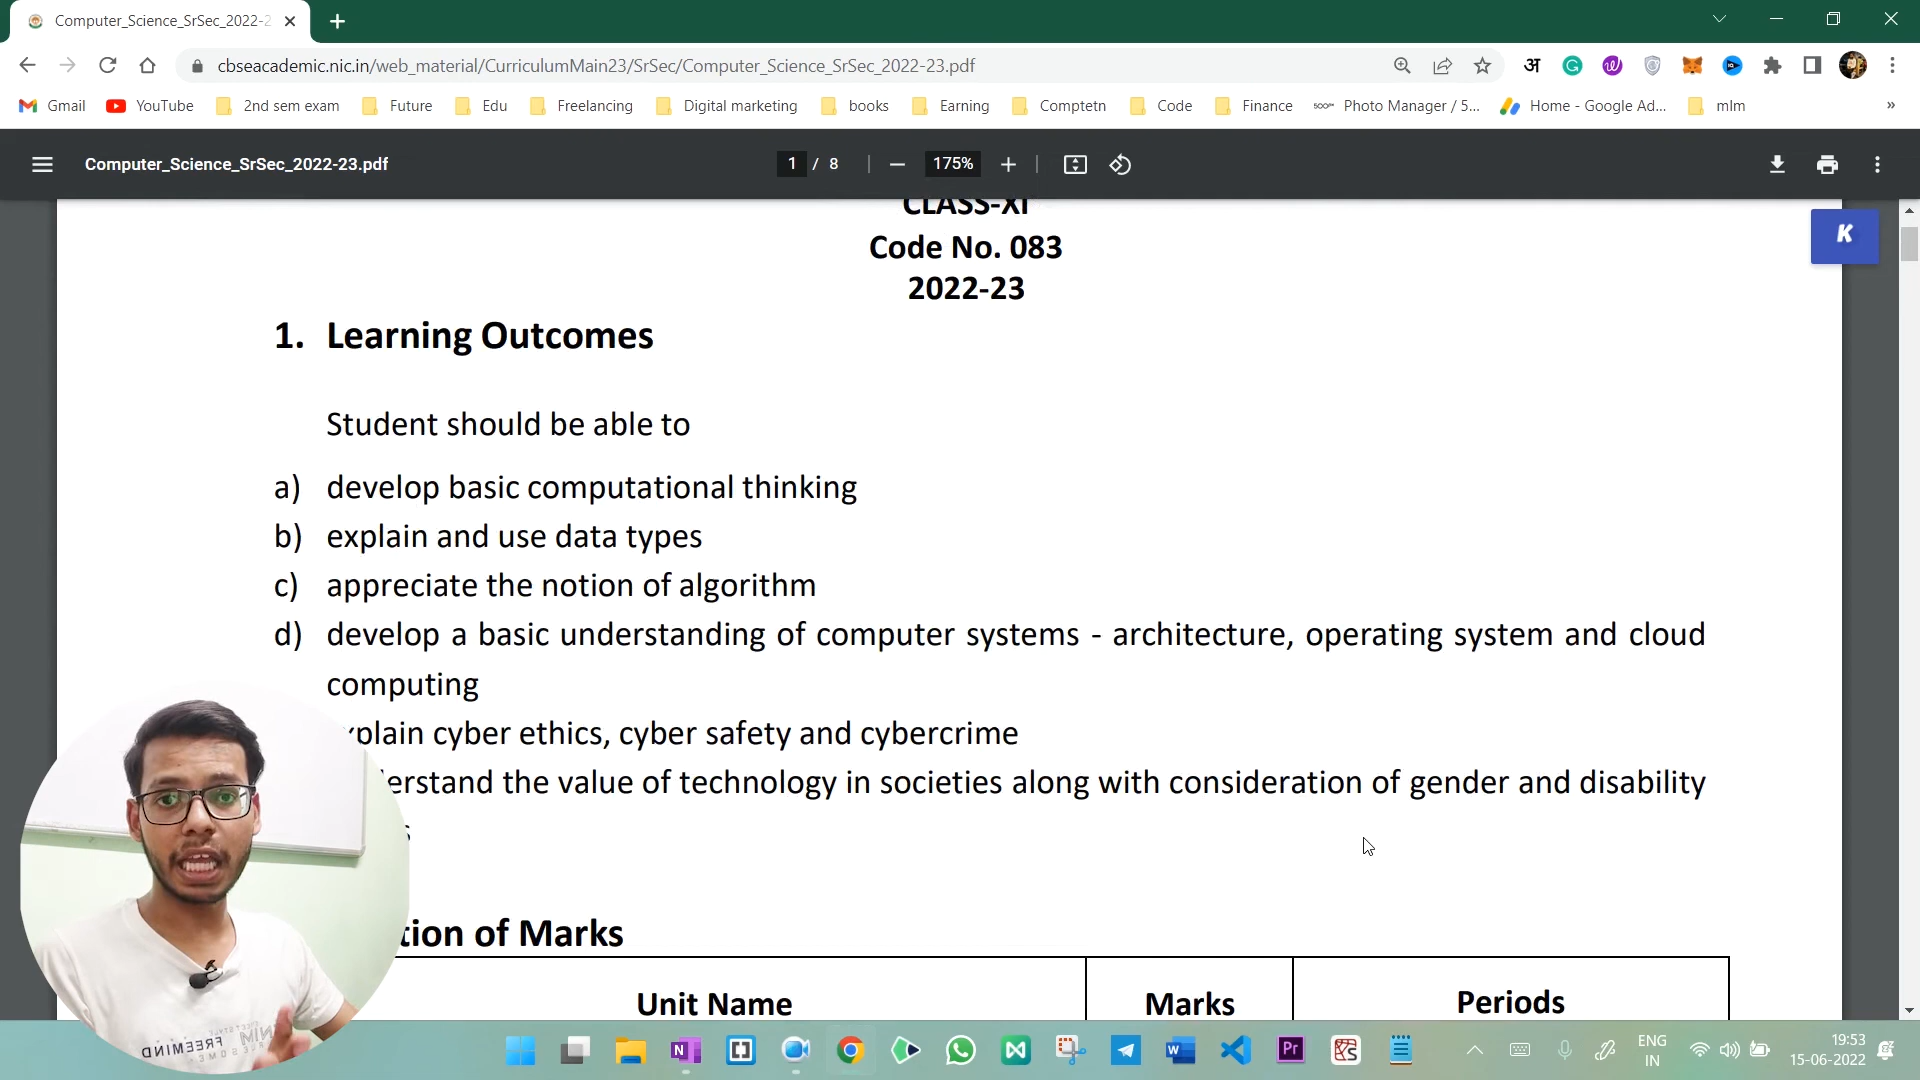 Computer_Science_SrSec_2022-2
cbseacademic.nic.in/web_material/CurriculumMain23/SrSec/Computer_Science_SrSec_2022-23.pdf
अ
Gmail YouTube 2nd sem exam Future Edu Freelancing Digital marketing books Earning Comptetn Code Finance Photo Manager / 5... Home - Google Ad... mlm »
Computer_Science_SrSec_2022-23.pdf 1 / 8 175%
CLASS-XI
K
Code No. 083
2022-23
1. Learning Outcomes
Student should be able to
a) develop basic computational thinking
b) explain and use data types
c) appreciate the notion of algorithm
d) develop a basic understanding of computer systems - architecture, operating system and cloud
computing
xplain cyber ethics, cyber safety and cybercrime
erstand the value of technology in societies along with consideration of gender and disability
s
tion of Marks
Unit Name Marks Periods
FREEMIND
N
Pr
W
ENG
IN
19:53
15-06-2022